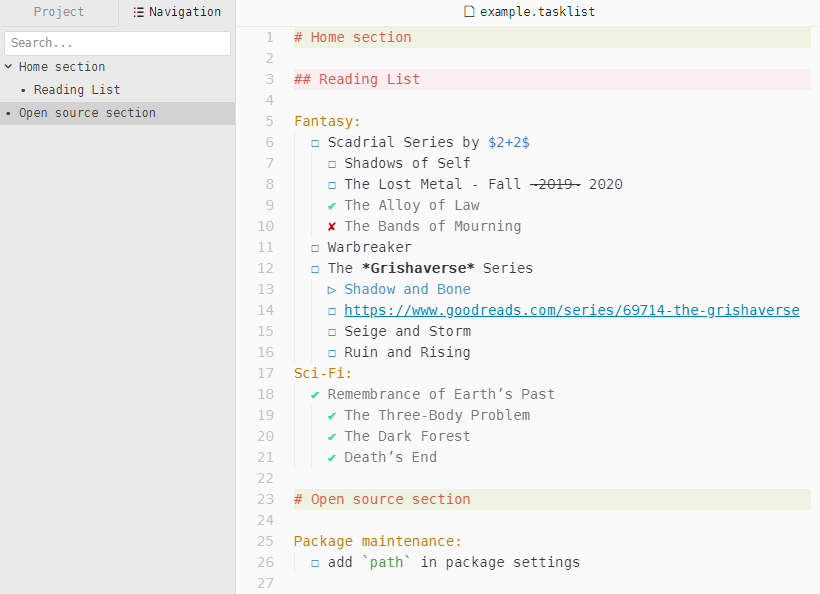 Project
Navigation
example.tasklist
Search...
Home section
• Reading List
• Open source section
1 # Home section
2
3 ## Reading List
4
5 Fantasy:
6 ☐ Scadrial Series by $2+2$
7 ☐ Shadows of Self
8 ☐ The Lost Metal - Fall -2019- 2020
9 ✔ The Alloy of Law
10 ✘ The Bands of Mourning
11 ☐ Warbreaker
12 ☐ The *Grishaverse* Series
13 ▷ Shadow and Bone
14 ☐ https://www.goodreads.com/series/69714-the-grishaverse
15 ☐ Seige and Storm
16 ☐ Ruin and Rising
17 Sci-Fi:
18 ✔ Remembrance of Earth’s Past
19 ✔ The Three-Body Problem
20 ✔ The Dark Forest
21 ✔ Death’s End
22
23 # Open source section
24
25 Package maintenance:
26 ☐ add `path` in package settings
27